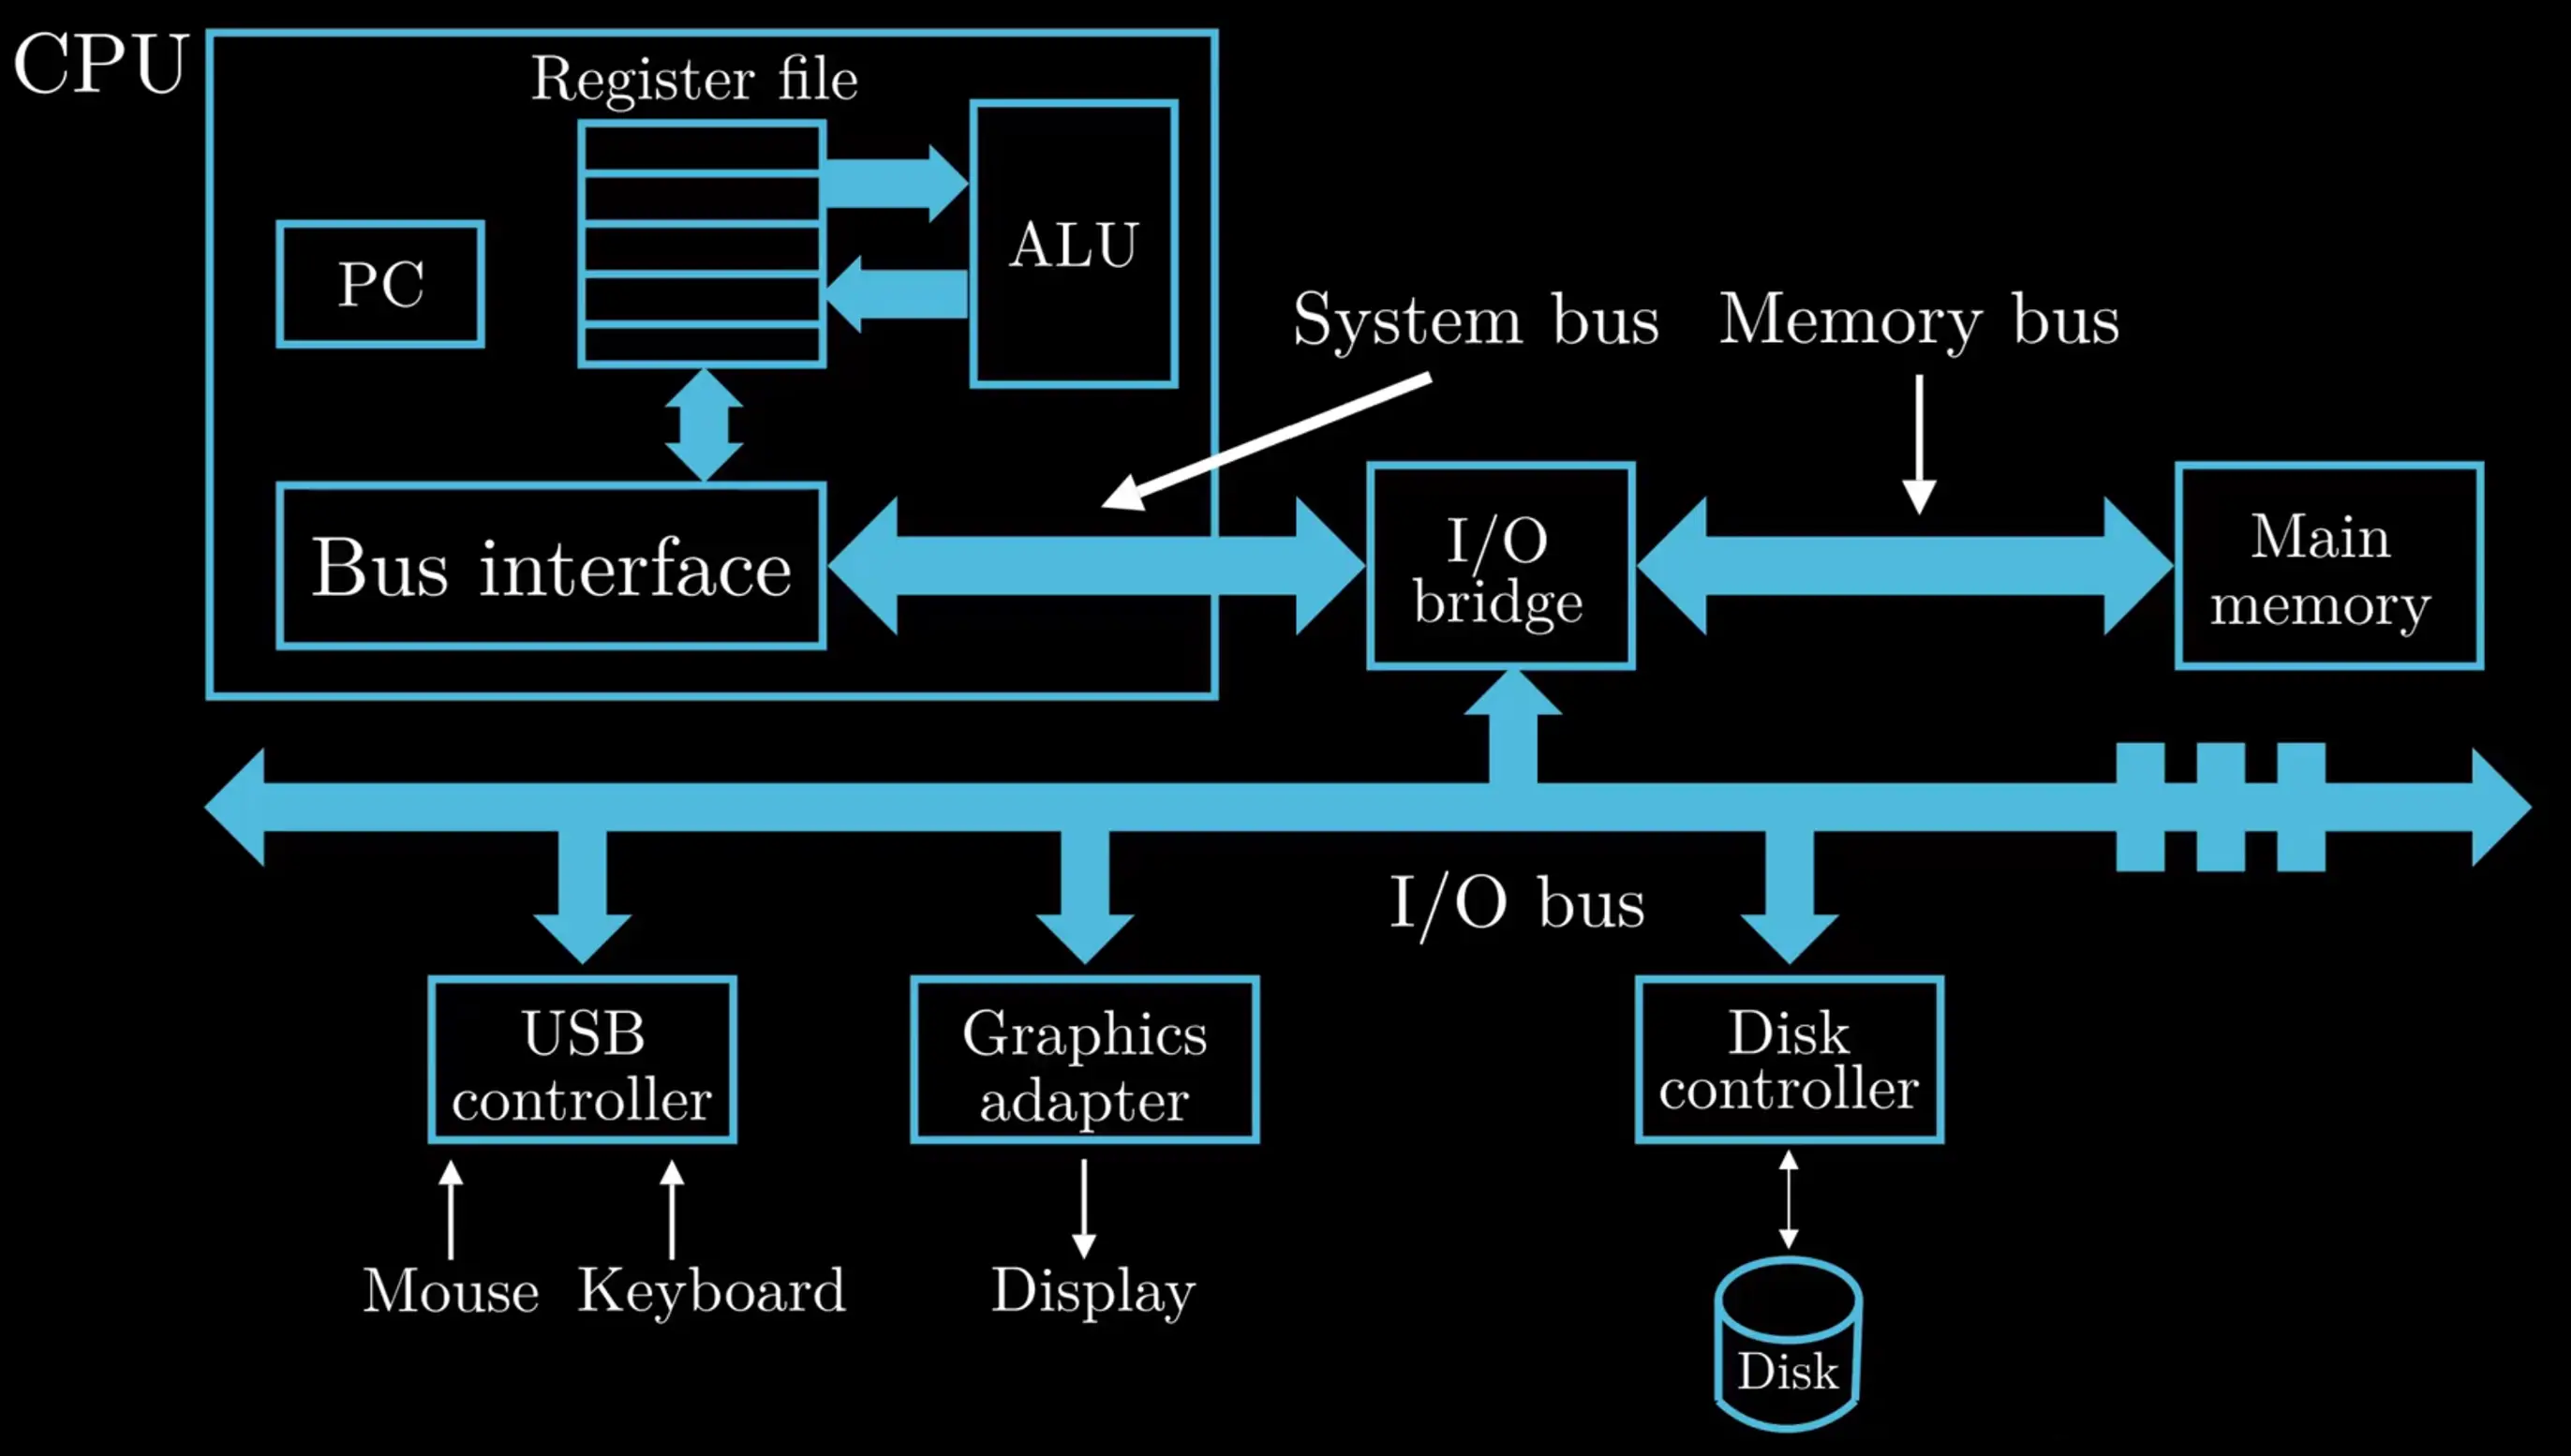 CPU
Register file
PC
ALU
System bus
Memory bus
Bus interface
I/O
bridge
Main
memory
I/O bus
USB
controller
Graphics
adapter
Disk
controller
Mouse
Keyboard
Display
Disk